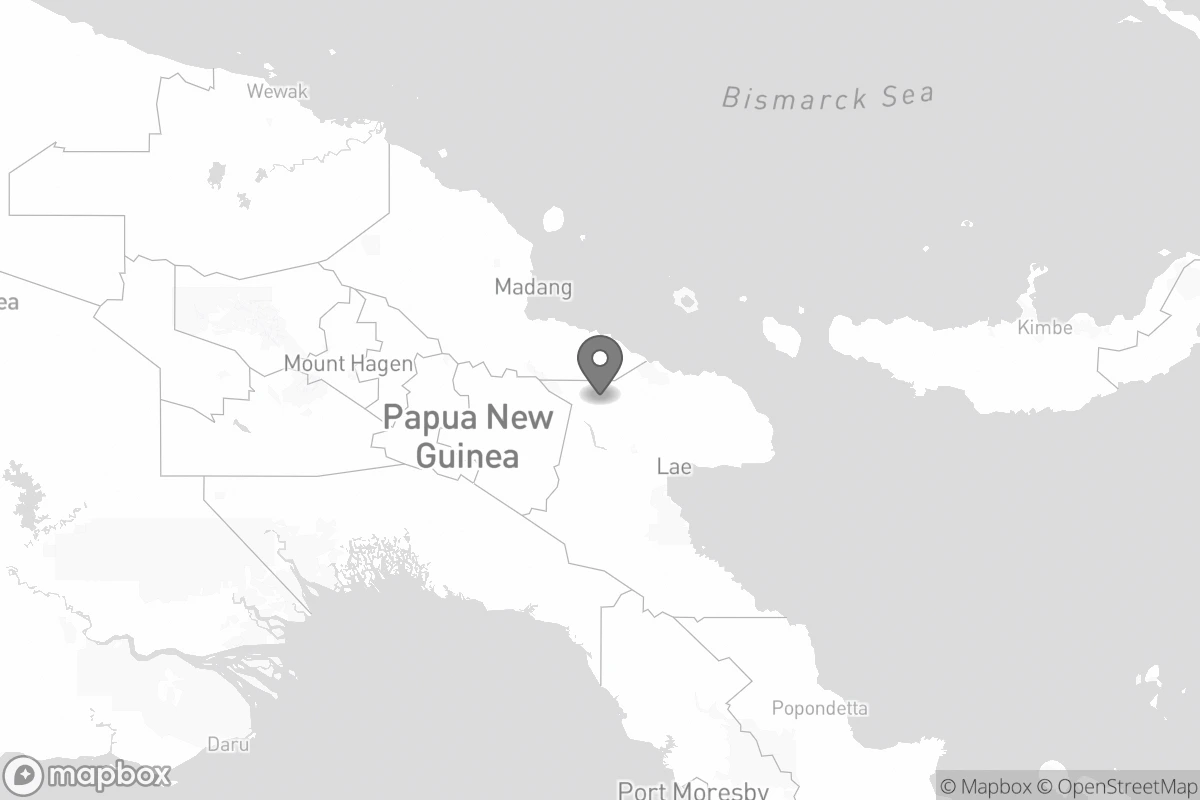 Wewak
Bismarck Sea
Madang
ea
Kimbe
Mount Hagen
Papua New
Guinea
Lae
Popondetta
Daru
Port Moresby
mapbox
© Mapbox © OpenStreetMap